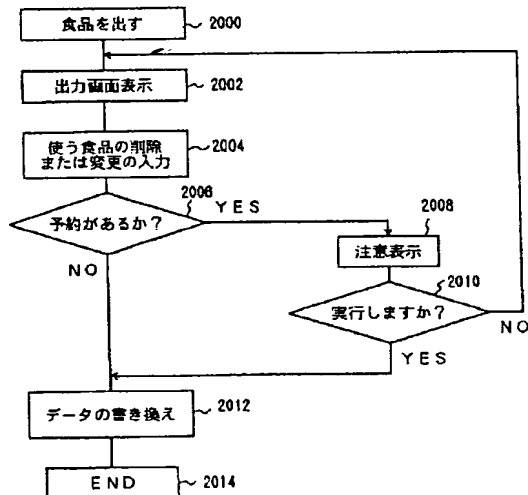 食品を出す
2000
出力画面表示
2002
使う食品の削除
または変更の入力
2004
予約があるか？
2006
YES
NO
注意表示
2008
実行しますか？
2010
NO
YES
データの書き換え
2012
END
2014